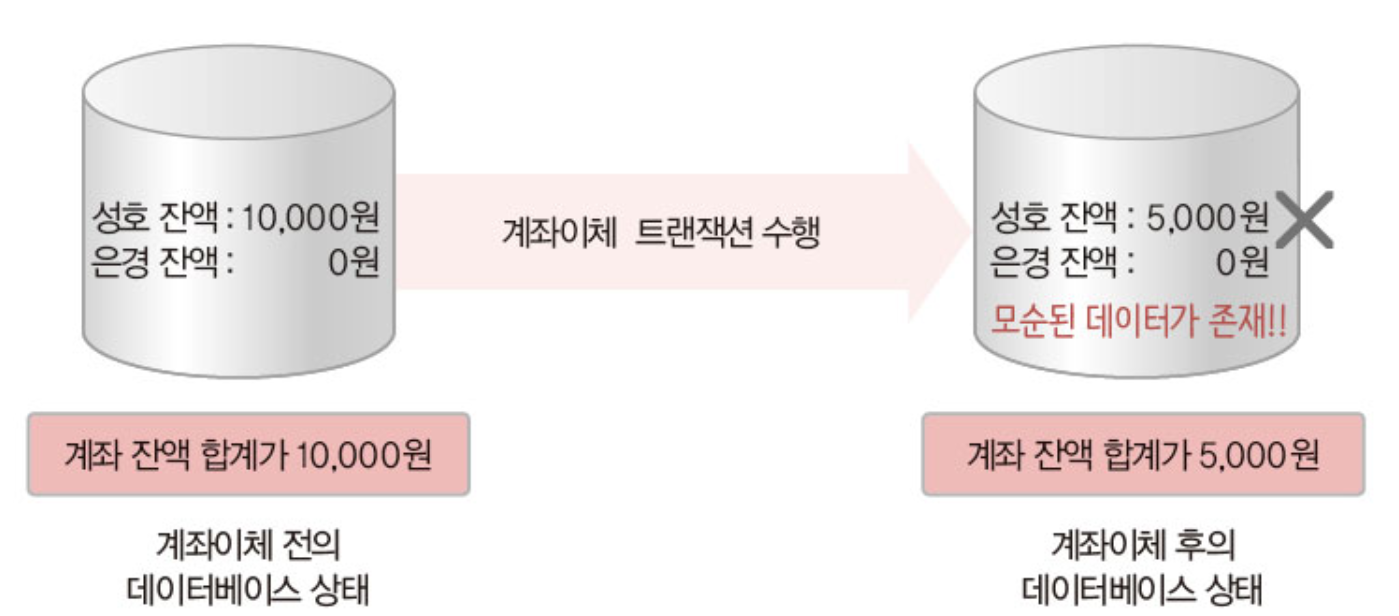 성호 잔액 : 10,000원
은경 잔액 : 0원
계좌이체 트랜잭션 수행
성호 잔액 : 5,000원
은경 잔액 : 0원
모순된 데이터가 존재!!
계좌 잔액 합계가 10,000원
계좌 잔액 합계가 5,000원
계좌이체 전의
데이터베이스 상태
계좌이체 후의
데이터베이스 상태